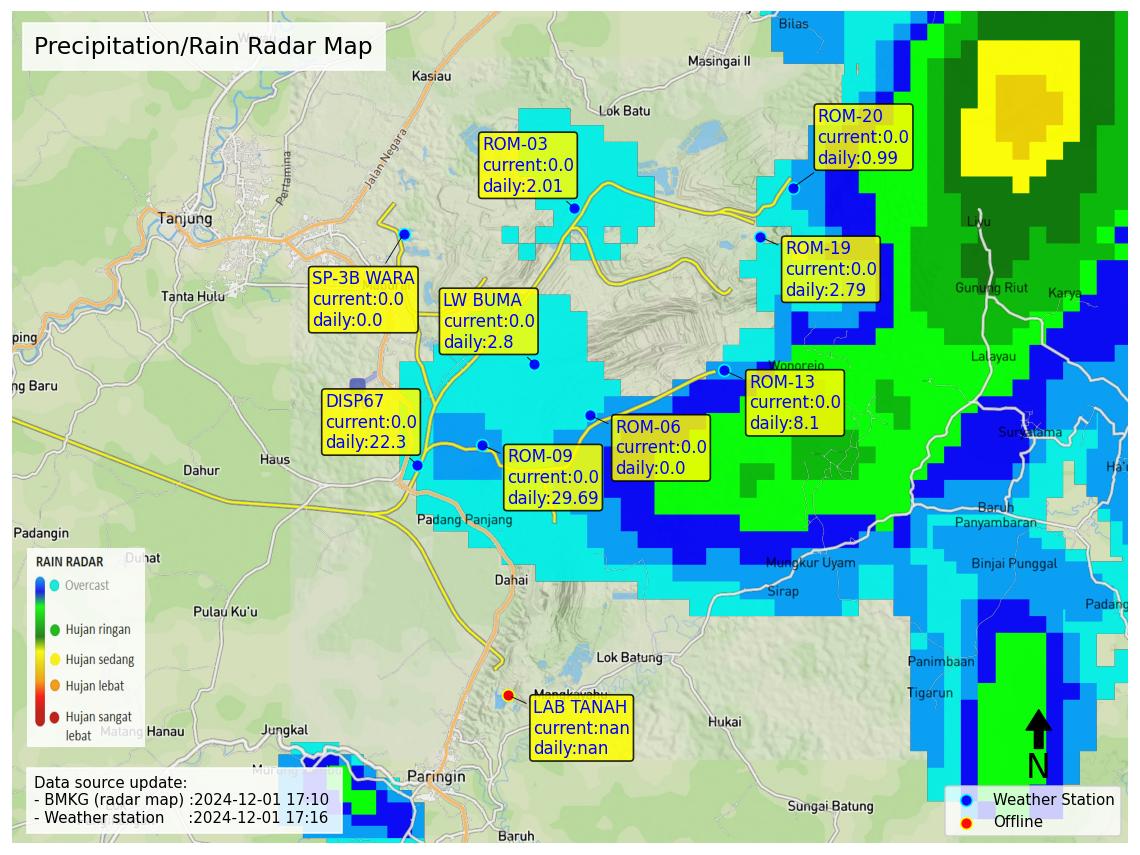 Precipitation/Rain Radar Map
Bilas
Masingai II
Kasiau
Lok Batu
Jalan Negara
Pertamina
Tanjung
ROM-20
current:0.0
daily:0.99
ROM-03
current:0.0
daily:2.01
ROM-19
current:0.0
daily:2.79
SP-3B WARA
current:0.0
daily:0.0
LW BUMA
current:0.0
daily:2.8
Liyu
Gunung Riut
Karya
Tanta Hulu
ping
Lalayau
Wonorejo
ng Baru
ROM-13
current:0.0
daily:8.1
DISP67
current:0.0
daily:22.3
ROM-06
current:0.0
daily:0.0
ROM-09
current:0.0
daily:29.69
Suryatama
Haus
Dahur
Baruh
Panyambaran
Padang Panjang
Padangin
Duhat
Mungkur Uyam
Binjai Punggal
Dahai
Sirap
Padang
Pulau Ku'u
RAIN RADAR
Overcast
Hujan ringan
Hujan sedang
Hujan lebat
Hujan sangat
lebat
Lok Batung
Panimbaan
Tigarun
LAB TANAH
current:nan
daily:nan
Hukai
Jungkal
Paringin
Sungai Batung
Baruh
N
Data source update:
- BMKG (radar map) :2024-12-01 17:10
- Weather station :2024-12-01 17:16
Weather Station
Offline